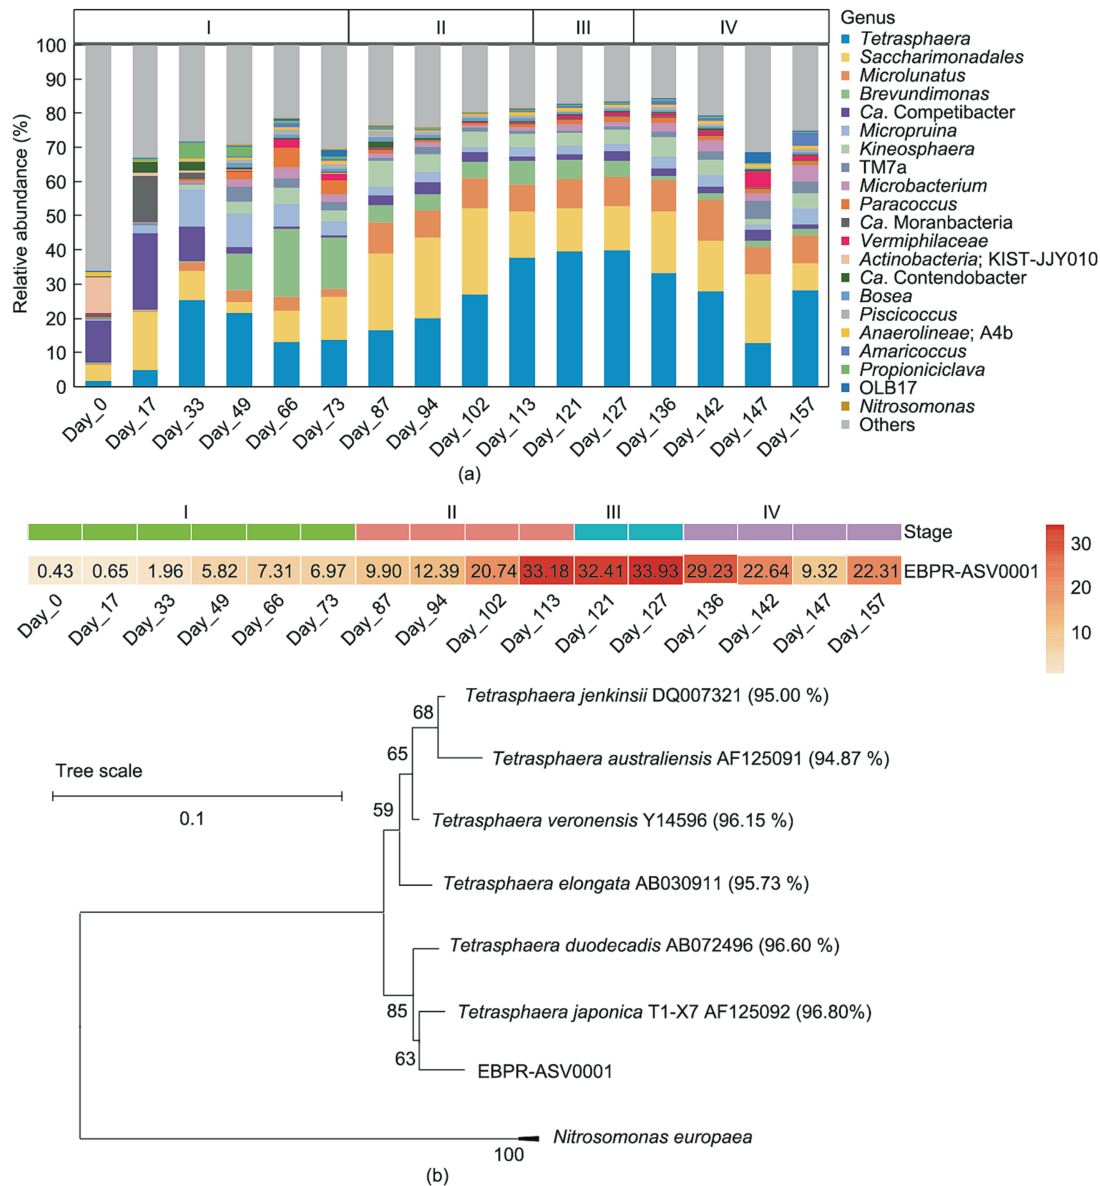 I II III IV
Genus
Tetrasphaera
Saccharimonadales
Microlunatus
Brevundimonas
Ca. Competibacter
Micropruina
Kineosphaera
TM7a
Microbacterium
Paracoccus
Ca. Moranbacteria
Vermiphilaceae
Actinobacteria; KIST-JJY010
Ca. Contendobacter
Bosea
Piscicoccus
Anaerolineae; A4b
Amaricoccus
Propioniciclava
OLB17
Nitrosomonas
Others
Relative abundance (%)
100
90
80
70
60
50
40
30
20
10
0
Day_0 Day_17 Day_33 Day_49 Day_66 Day_73 Day_87 Day_94 Day_102 Day_113 Day_121 Day_127 Day_136 Day_142 Day_147 Day_157
(a)
I II III IV
Stage
0.43 0.65 1.96 5.82 7.31 6.97 9.90 12.39 20.74 33.18 32.41 33.93 29.23 22.64 9.32 22.31 EBPR-ASV0001
Day_0 Day_17 Day_33 Day_49 Day_66 Day_73 Day_87 Day_94 Day_102 Day_113 Day_121 Day_127 Day_136 Day_142 Day_147 Day_157
30
20
10
Tetrasphaera jenkinsii DQ007321 (95.00 %)
68
Tetrasphaera australiensis AF125091 (94.87 %)
65
Tree scale
0.1
59
Tetrasphaera veronensis Y14596 (96.15 %)
Tetrasphaera elongata AB030911 (95.73 %)
Tetrasphaera duodecadis AB072496 (96.60 %)
85
Tetrasphaera japonica T1-X7 AF125092 (96.80%)
63
EBPR-ASV0001
Nitrosomonas europaea
100
(b)